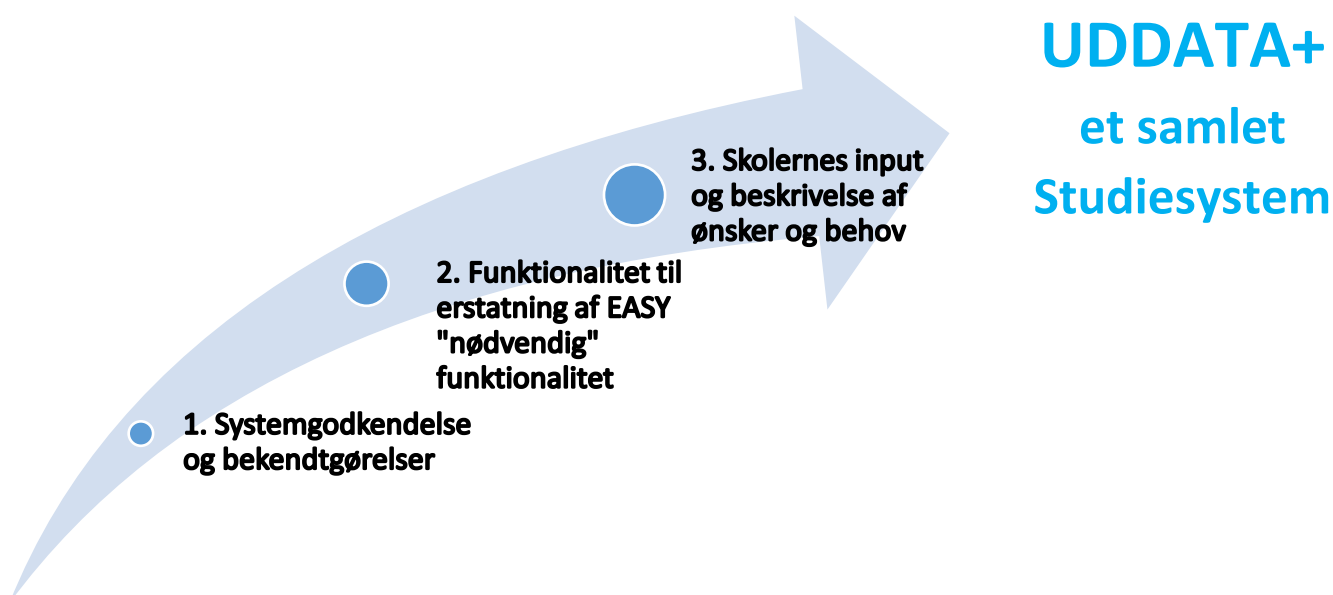 UDDATA+
et samlet
Studiesystem
3. Skolernes input
og beskrivelse af
ønsker og behov
2. Funktionalitet til
erstatning af EASY
"nødvendig"
funktionalitet
1. Systemgodkendelse
og bekendtgørelser